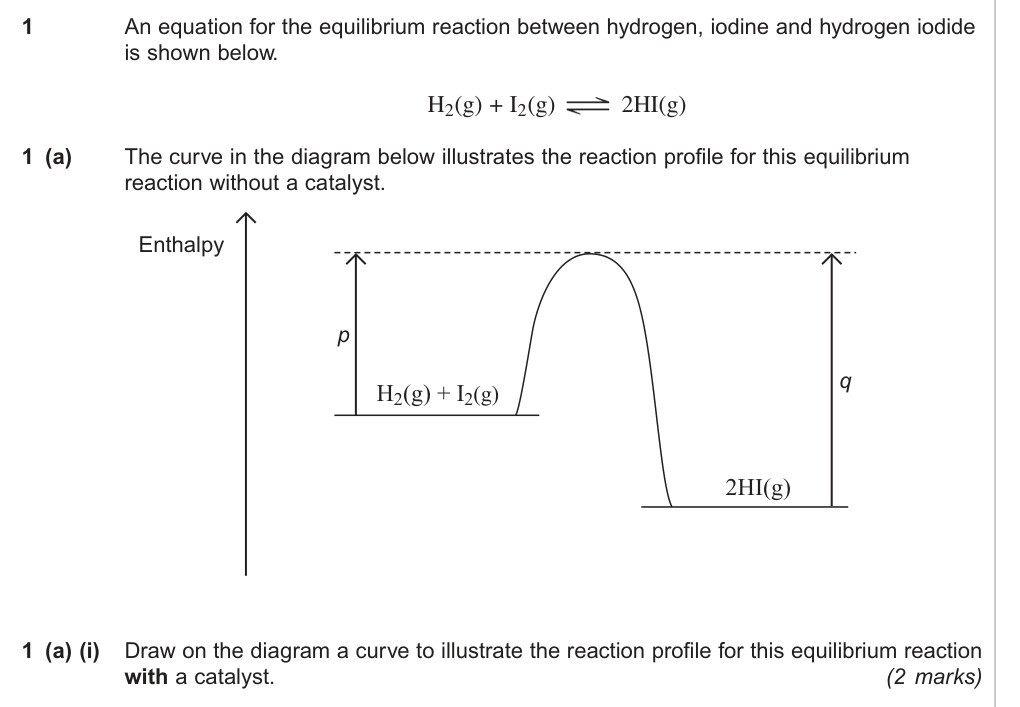 1 An equation for the equilibrium reaction between hydrogen, iodine and hydrogen iodide
is shown below.
H₂(g) + I₂(g) ⇌ 2HI(g)
1 (a) The curve in the diagram below illustrates the reaction profile for this equilibrium
reaction without a catalyst.
Enthalpy
p
q
H₂(g) + I₂(g)
2HI(g)
1 (a) (i) Draw on the diagram a curve to illustrate the reaction profile for this equilibrium reaction
with a catalyst. (2 marks)